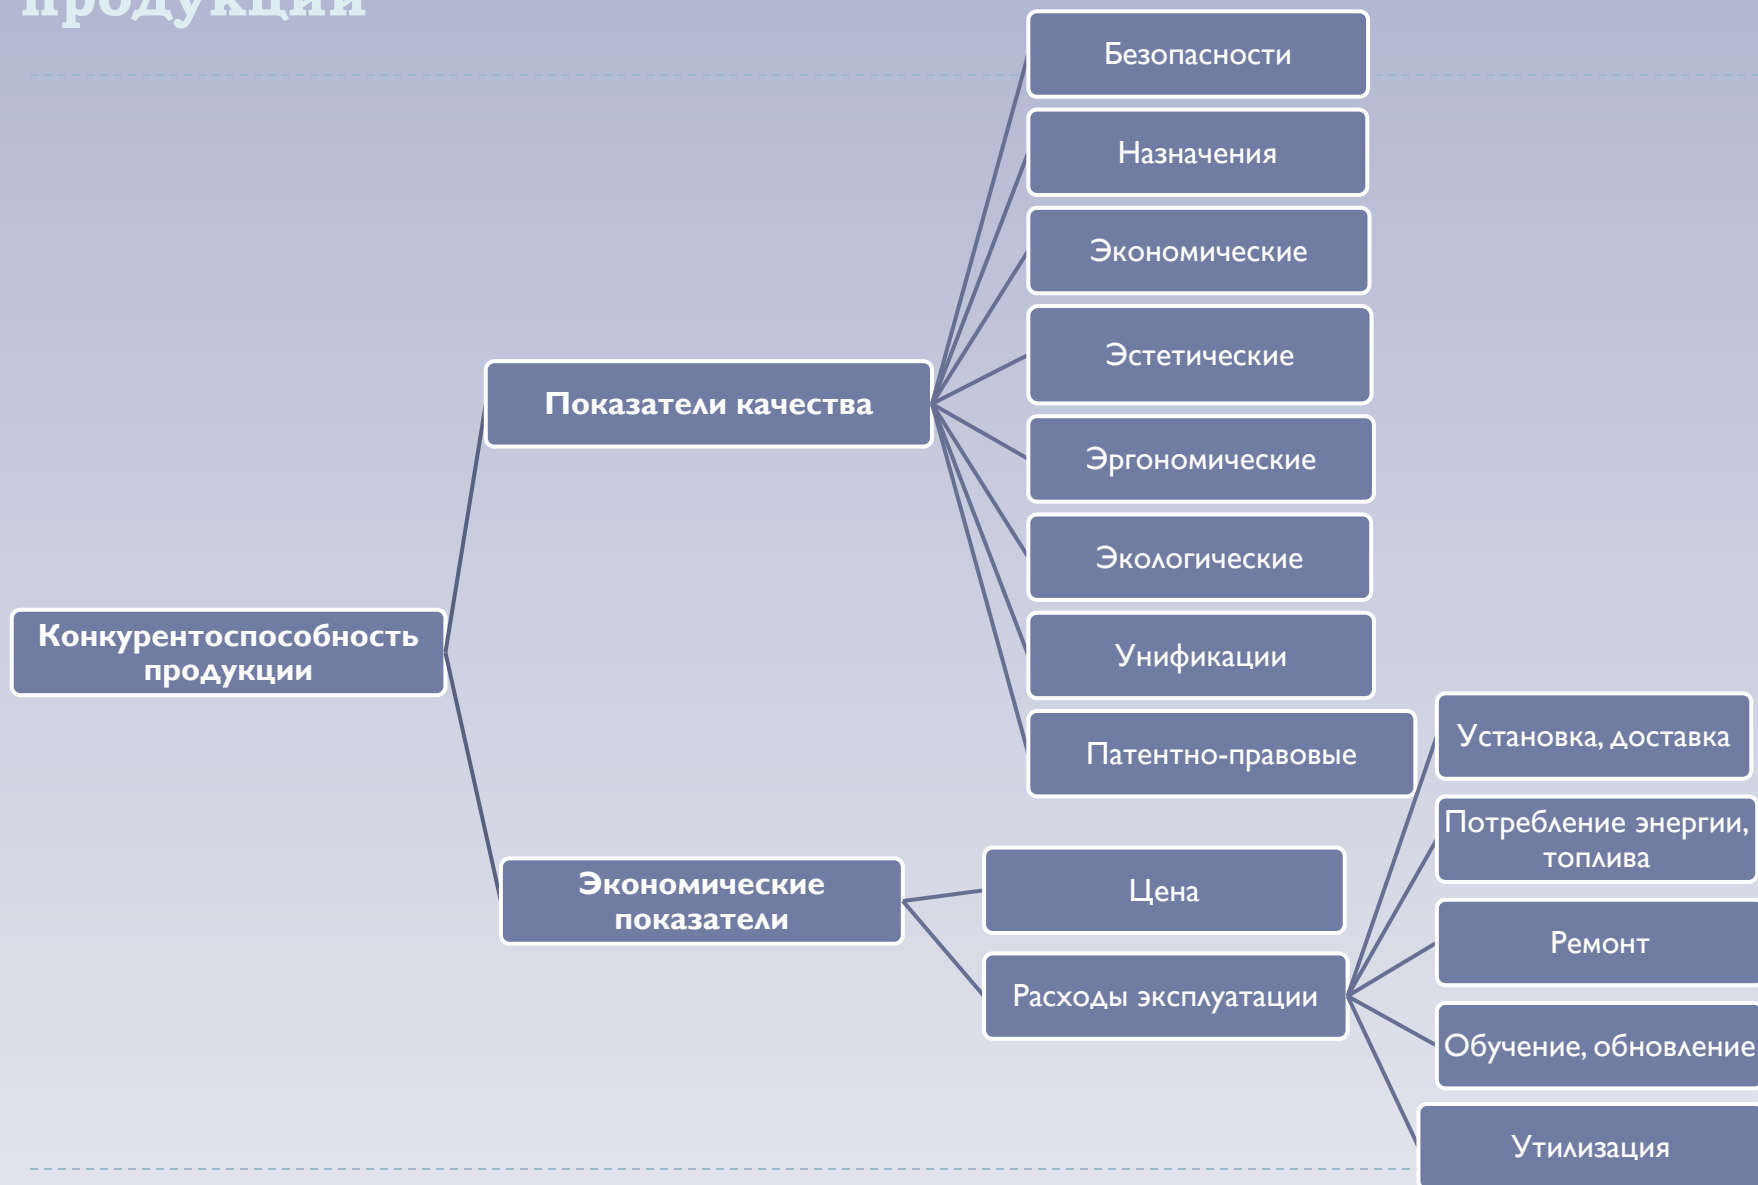 продукции
Безопасности
Назначения
Экономические
Эстетические
Показатели качества
Эргономические
Экологические
Конкурентоспособность
продукции
Унификации
Патентно-правовые
Установка, доставка
Потребление энергии,
топлива
Экономические
показатели
Цена
Расходы эксплуатации
Ремонт
Обучение, обновление
Утилизация